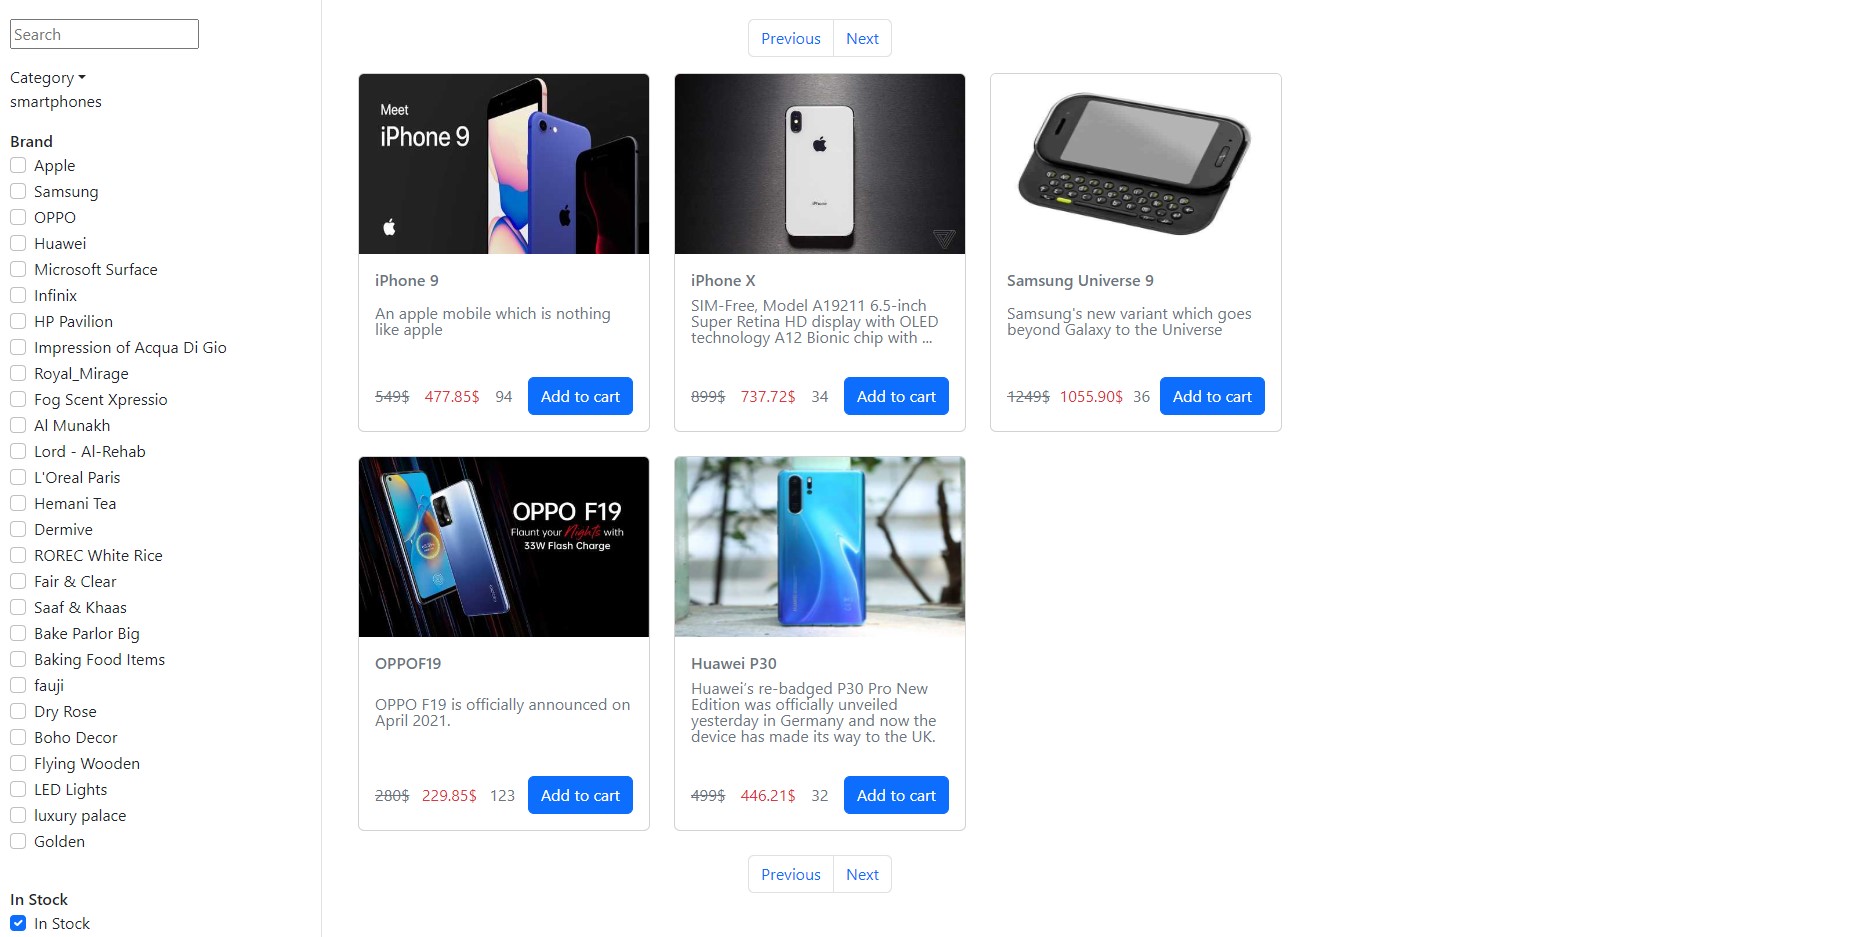 Search
Category
smartphones
Brand
Apple
Samsung
OPPO
Huawei
Microsoft Surface
Infinix
HP Pavilion
Impression of Acqua Di Gio
Royal_Mirage
Fog Scent Xpressio
Al Munakh
Lord - Al-Rehab
L'Oreal Paris
Hemani Tea
Dermive
ROREC White Rice
Fair & Clear
Saaf & Khaas
Bake Parlor Big
Baking Food Items
fauji
Dry Rose
Boho Decor
Flying Wooden
LED Lights
luxury palace
Golden
In Stock
In Stock
Previous Next
Meet
iPhone 9
iPhone 9
An apple mobile which is nothing
like apple
549$ 477.85$ 94 Add to cart
iPhone
iPhone X
SIM-Free, Model A19211 6.5-inch
Super Retina HD display with OLED
technology A12 Bionic chip with ...
899$ 737.72$ 34 Add to cart
Samsung Universe 9
Samsung's new variant which goes
beyond Galaxy to the Universe
1249$ 1055.90$ 36 Add to cart
OPPO F19
Flaunt your Nights with
33W Flash Charge
OPPOF19
OPPO F19 is officially announced on
April 2021.
280$ 229.85$ 123 Add to cart
Huawei P30
Huawei’s re-badged P30 Pro New
Edition was officially unveiled
yesterday in Germany and now the
device has made its way to the UK.
499$ 446.21$ 32 Add to cart
Previous Next